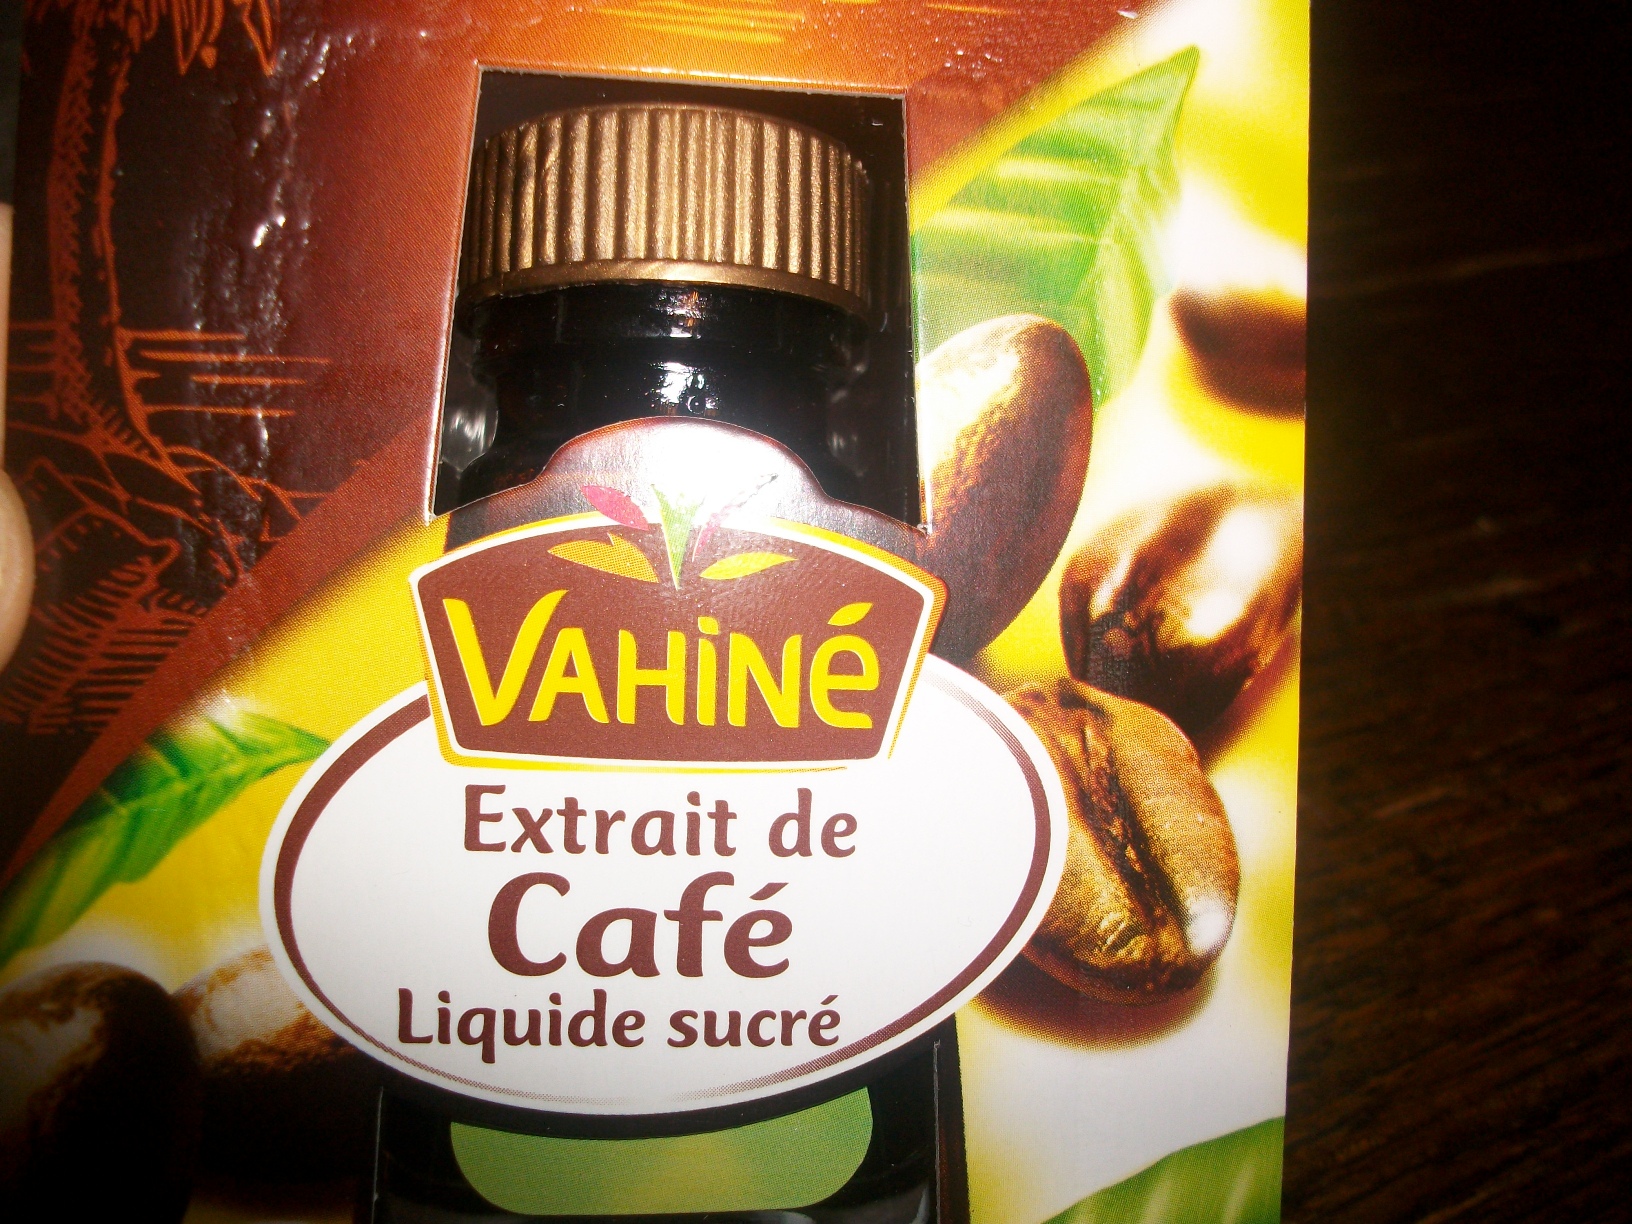 VAHiNé
Extrait de
Café
Liquide sucré